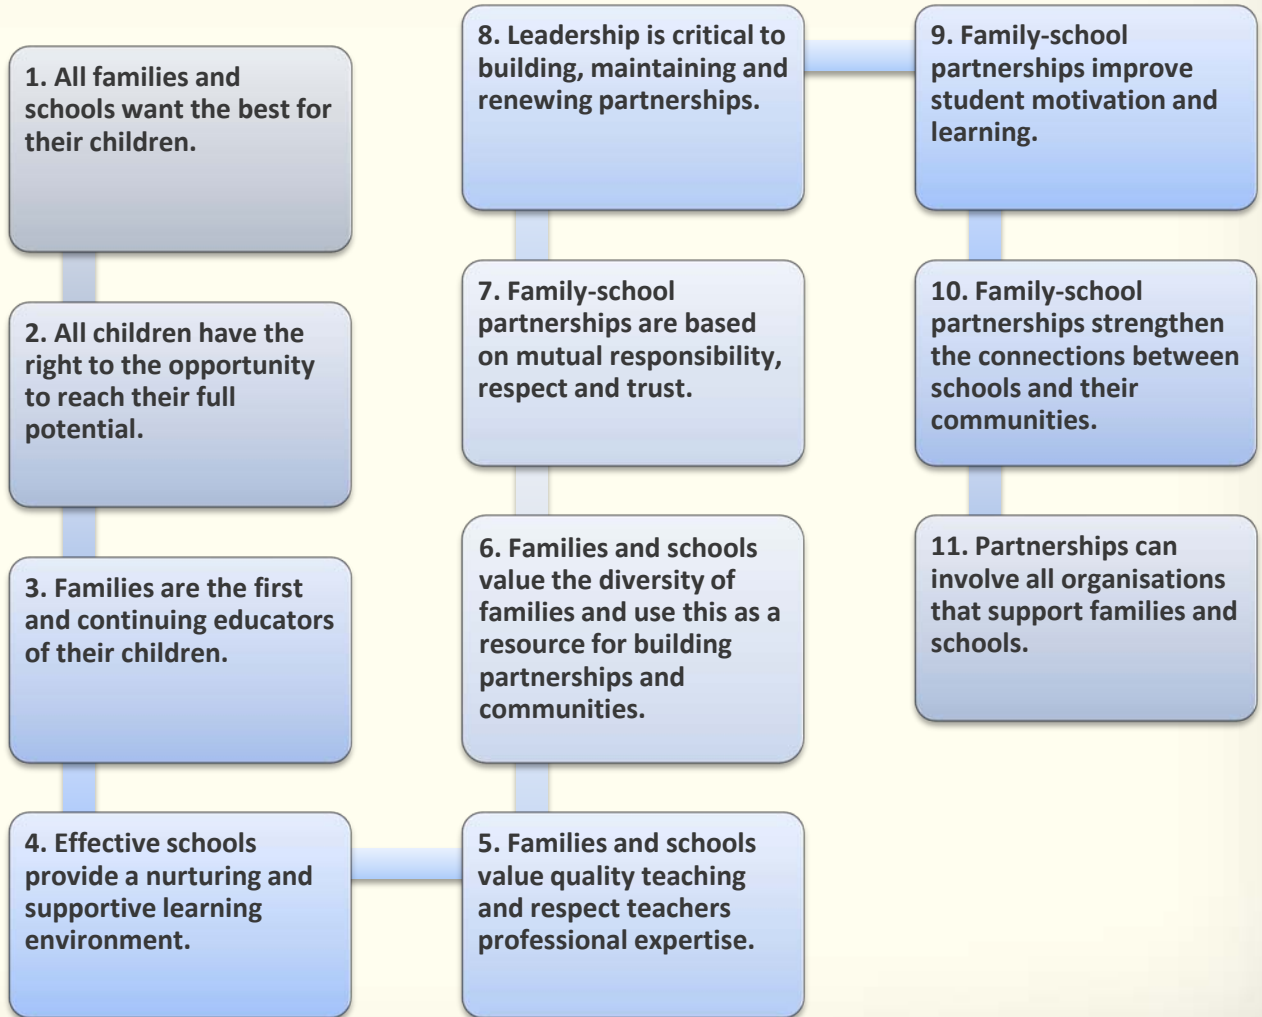 1. All families and
schools want the best for
their children.
2. All children have the
right to the opportunity
to reach their full
potential.
3. Families are the first
and continuing educators
of their children.
4. Effective schools
provide a nurturing and
supportive learning
environment.
5. Families and schools
value quality teaching
and respect teachers
professional expertise.
6. Families and schools
value the diversity of
families and use this as a
resource for building
partnerships and
communities.
7. Family-school
partnerships are based
on mutual responsibility,
respect and trust.
8. Leadership is critical to
building, maintaining and
renewing partnerships.
9. Family-school
partnerships improve
student motivation and
learning.
10. Family-school
partnerships strengthen
the connections between
schools and their
communities.
11. Partnerships can
involve all organisations
that support families and
schools.